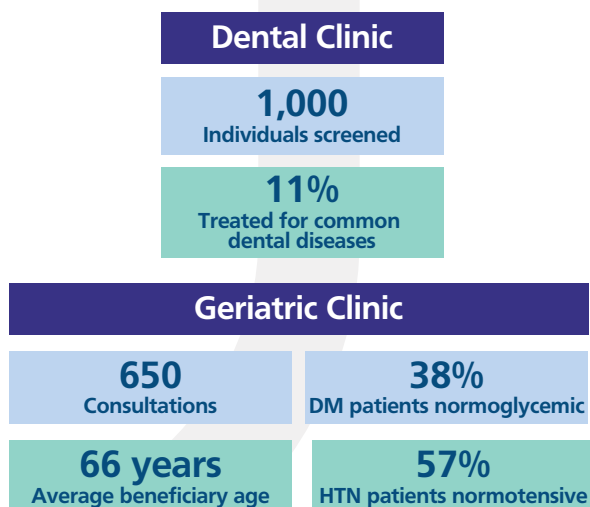 Dental Clinic
1,000
Individuals screened
11%
Treated for common
dental diseases
Geriatric Clinic
650
Consultations
38%
DM patients normoglycemic
66 years
Average beneficiary age
57%
HTN patients normotensive